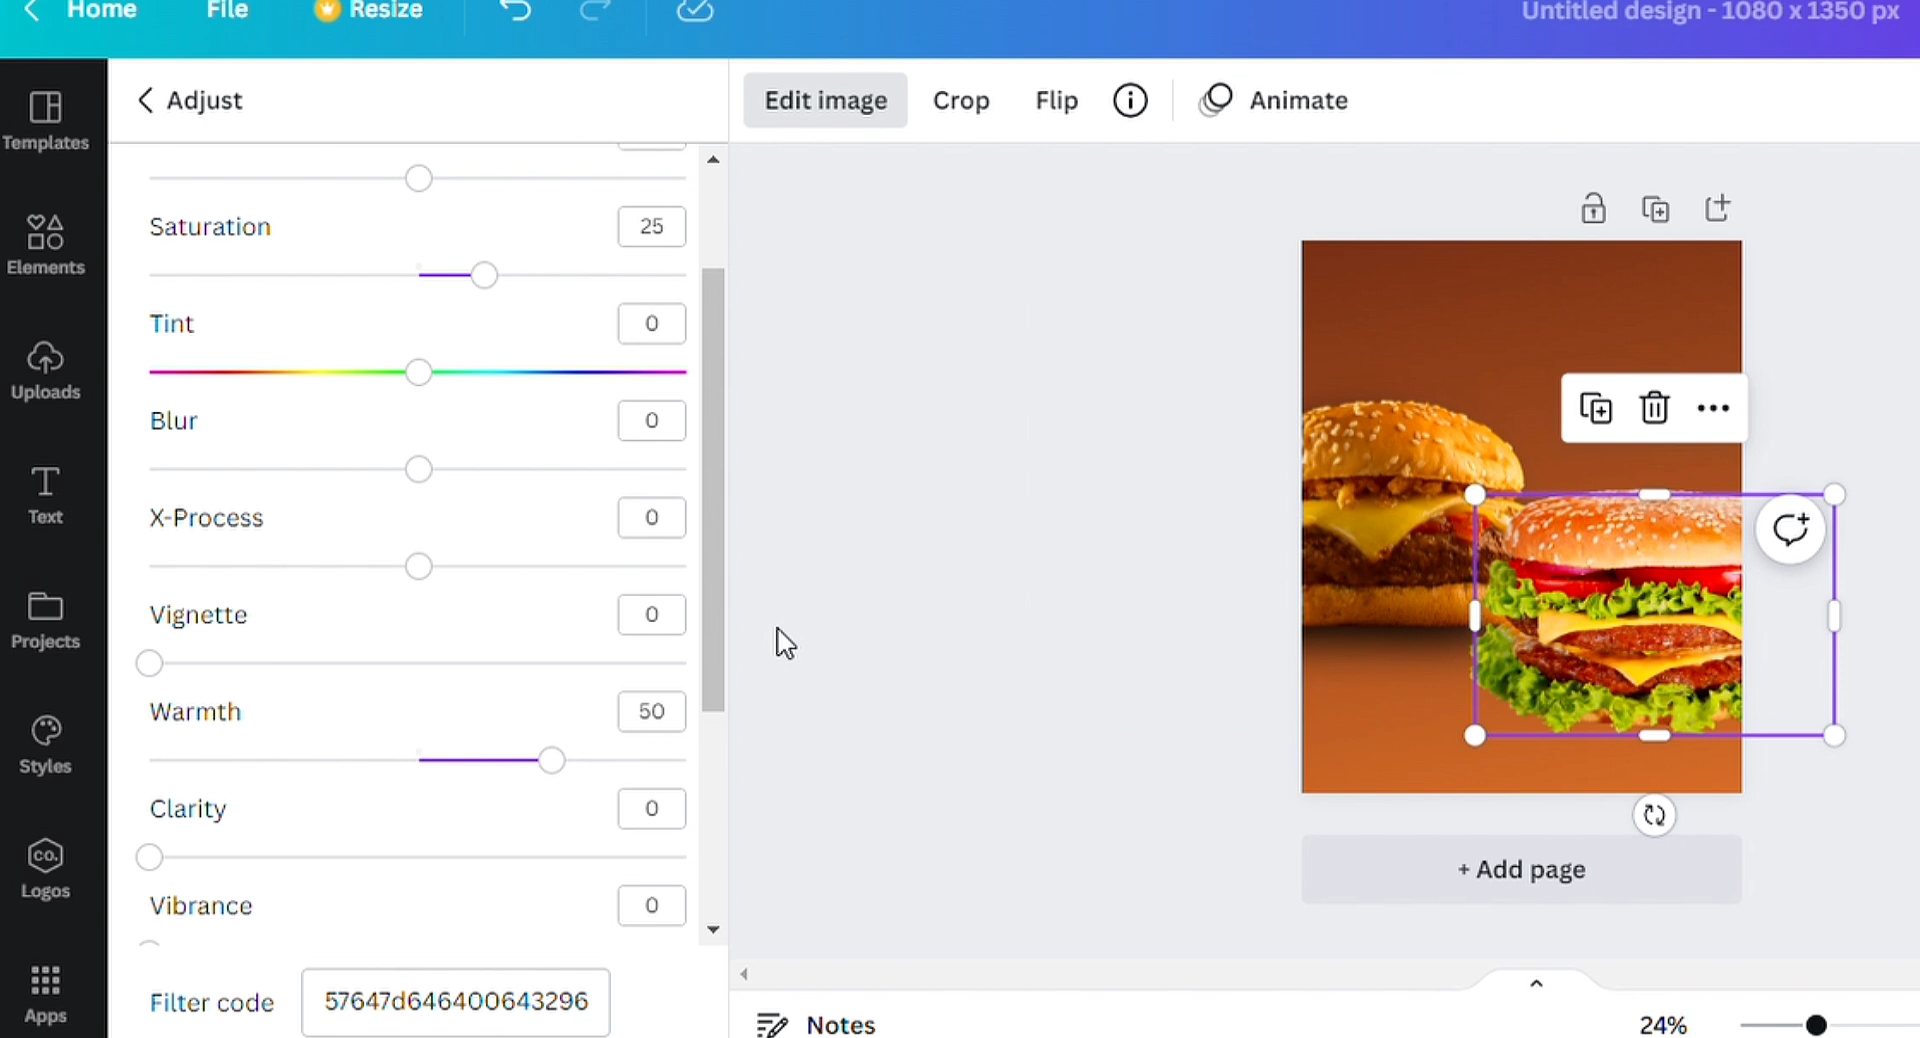 Home File Resize Untitled design - 1080 x 1350 px
Templates
Elements
Uploads
Text
Projects
Styles
CO.
Logos
Apps
Adjust
Saturation 25
Tint 0
Blur 0
X-Process 0
Vignette 0
Warmth 50
Clarity 0
Vibrance 0
Filter code 57647d646400643296
Edit image Crop Flip Animate
+ Add page
Notes 24%